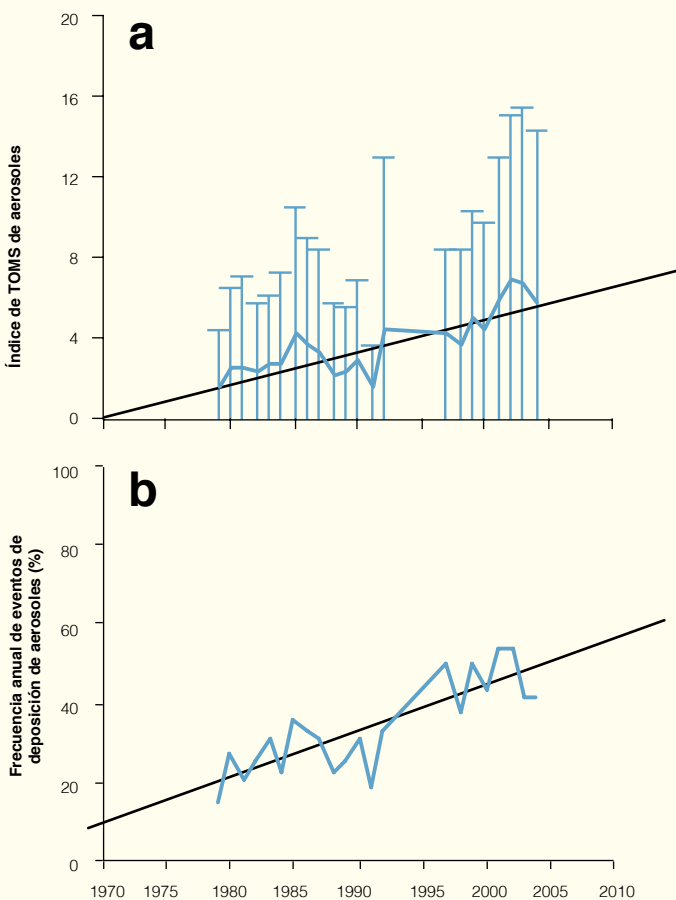 a
20
16
12
8
4
0
Índice de TOMS de aerosoles
b
100
80
60
40
20
0
Frecuencia anual de eventos de
deposición de aerosoles (%)
1970 1975 1980 1985 1990 1995 2000 2005 2010